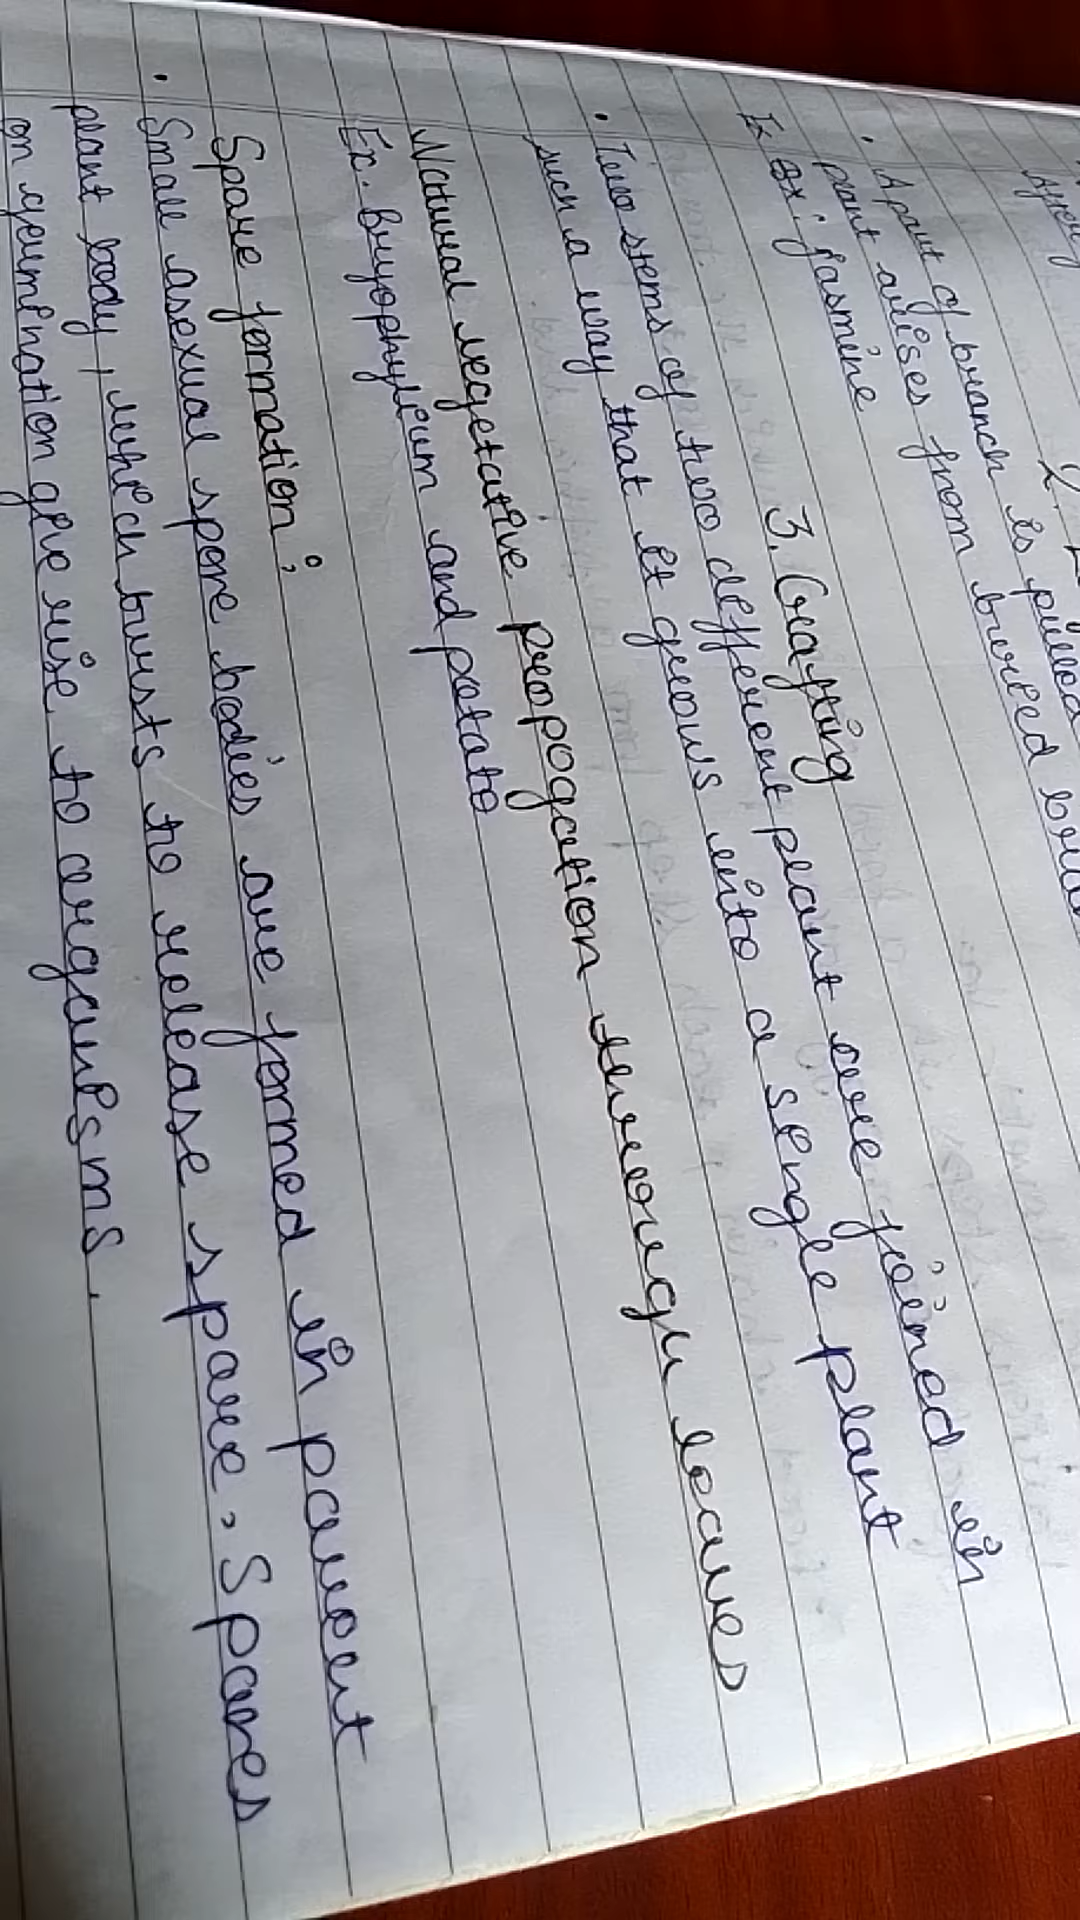 2.
A part of branch is pulled
part arises from buried
Ex ex: jasmine
3. Grafting
• Two stems of two different plant are joined in
such a way that it grows into a single plant
Natural vegetative propogation through leaves
Ex. bryophyllum and potato
Spore formation:
• Small asexual spore bodies are formed in parent
plant body, which bursts to release spore. Spores
on germination give rise to organisms.